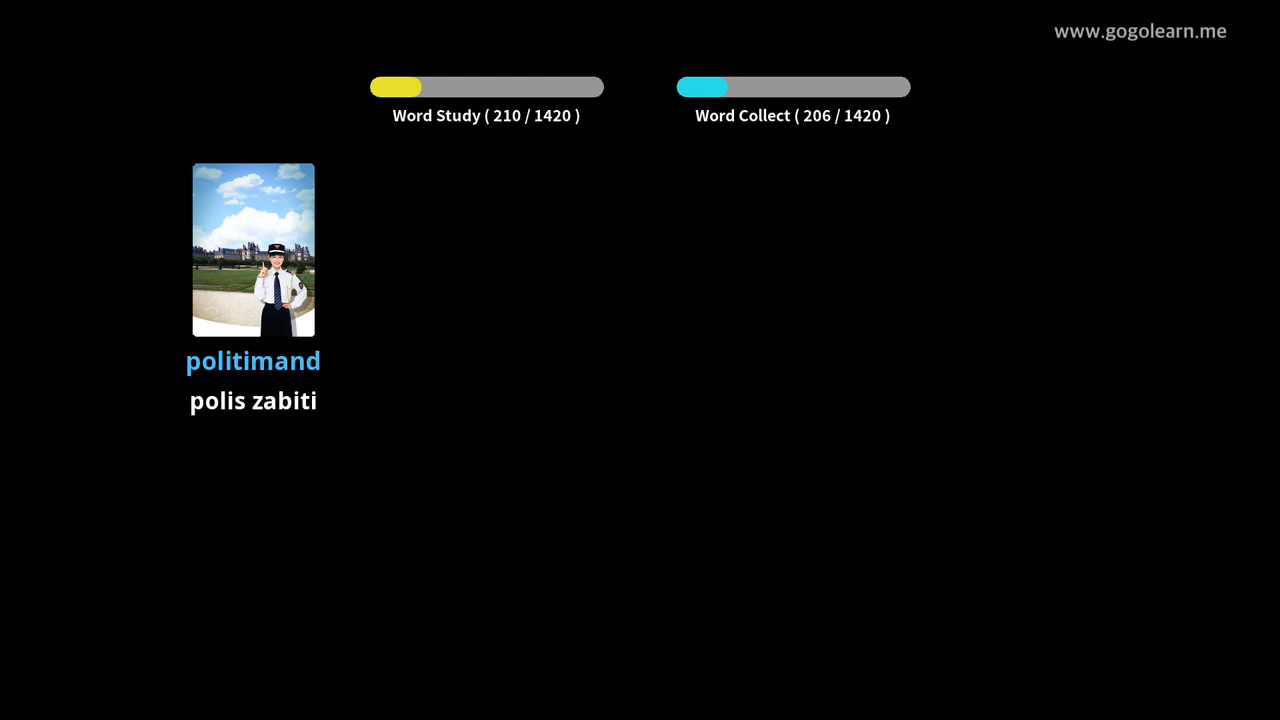 www.gogolearn.me
Word Study ( 210 / 1420 )
Word Collect ( 206 / 1420 )
politimand
polis zabiti